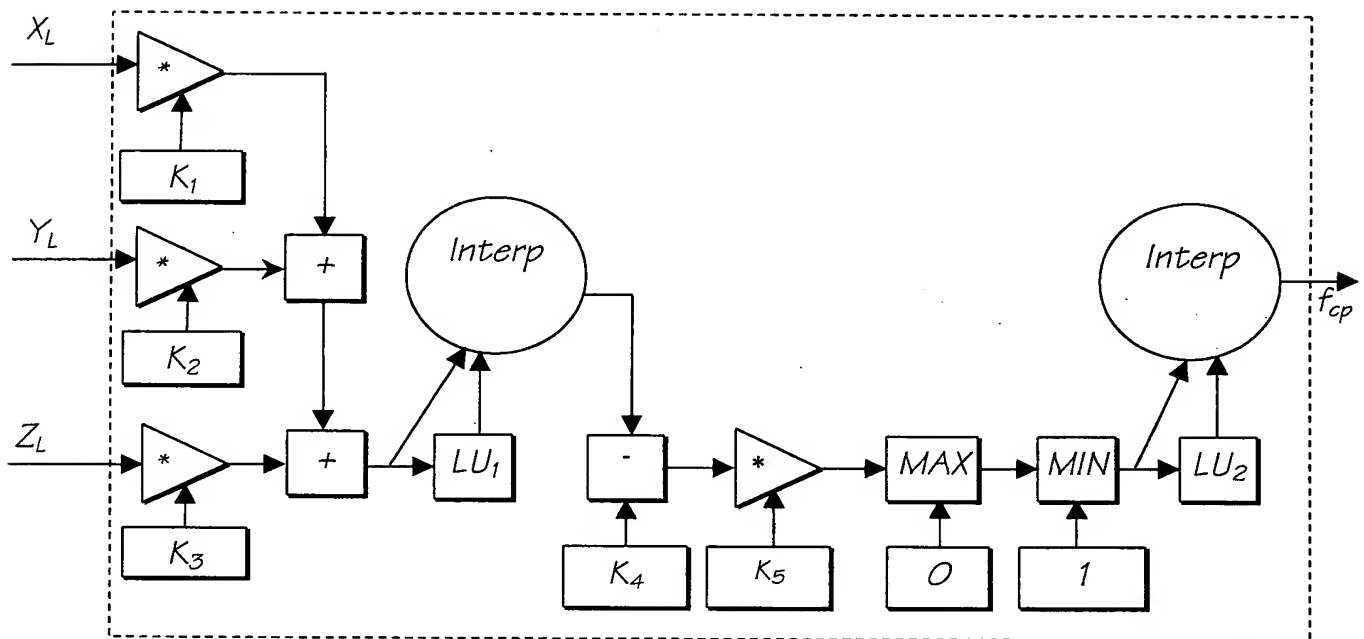 X_L
*
K_1
Y_L
*
+
Interp
Interp
f_cp
K_2
Z_L
*
+
LU_1
-
*
MAX
MIN
LU_2
K_3
K_4
K_5
0
1